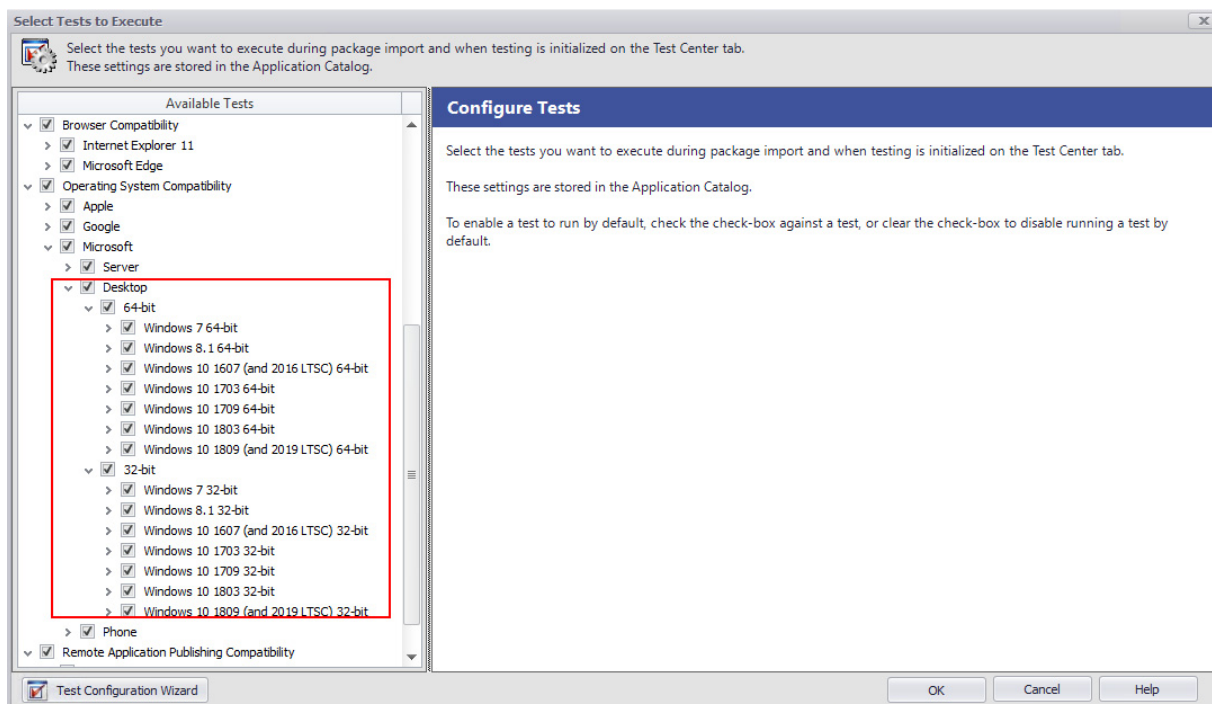 Select Tests to Execute
Select the tests you want to execute during package import and when testing is initialized on the Test Center tab.
These settings are stored in the Application Catalog.
Available Tests
Browser Compatibility
Internet Explorer 11
Microsoft Edge
Operating System Compatibility
Apple
Google
Microsoft
Server
Desktop
64-bit
Windows 7 64-bit
Windows 8.1 64-bit
Windows 10 1607 (and 2016 LTSC) 64-bit
Windows 10 1703 64-bit
Windows 10 1709 64-bit
Windows 10 1803 64-bit
Windows 10 1809 (and 2019 LTSC) 64-bit
32-bit
Windows 7 32-bit
Windows 8.1 32-bit
Windows 10 1607 (and 2016 LTSC) 32-bit
Windows 10 1703 32-bit
Windows 10 1709 32-bit
Windows 10 1803 32-bit
Windows 10 1809 (and 2019 LTSC) 32-bit
Phone
Remote Application Publishing Compatibility
Configure Tests
Select the tests you want to execute during package import and when testing is initialized on the Test Center tab.
These settings are stored in the Application Catalog.
To enable a test to run by default, check the check-box against a test, or clear the check-box to disable running a test by
default.
Test Configuration Wizard
OK
Cancel
Help